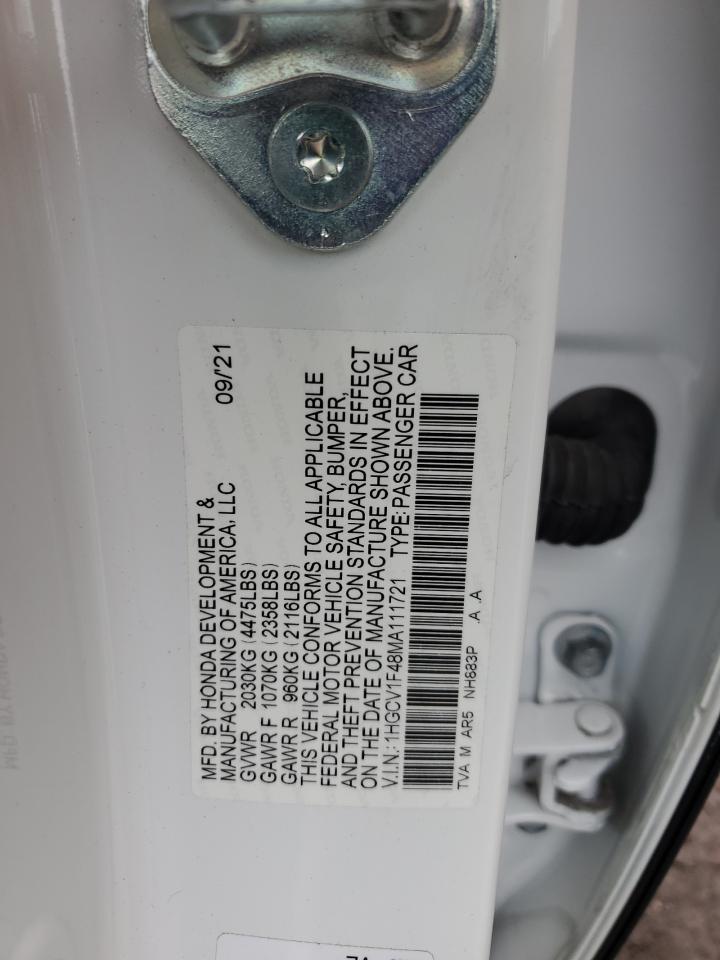 MFD. BY HONDA DEVELOPMENT & 09/'21
MANUFACTURING OF AMERICA, LLC
GVWR 2030KG (4475LBS)
GAWR F 1070KG (2358LBS)
GAWR R 960KG (2116LBS)
THIS VEHICLE CONFORMS TO ALL APPLICABLE
FEDERAL MOTOR VEHICLE SAFETY, BUMPER,
AND THEFT PREVENTION STANDARDS IN EFFECT
ON THE DATE OF MANUFACTURE SHOWN ABOVE.
V.I.N.: 1HGCV1F48MA111721 TYPE: PASSENGER CAR
TVA M AR5 NH883P .A .A